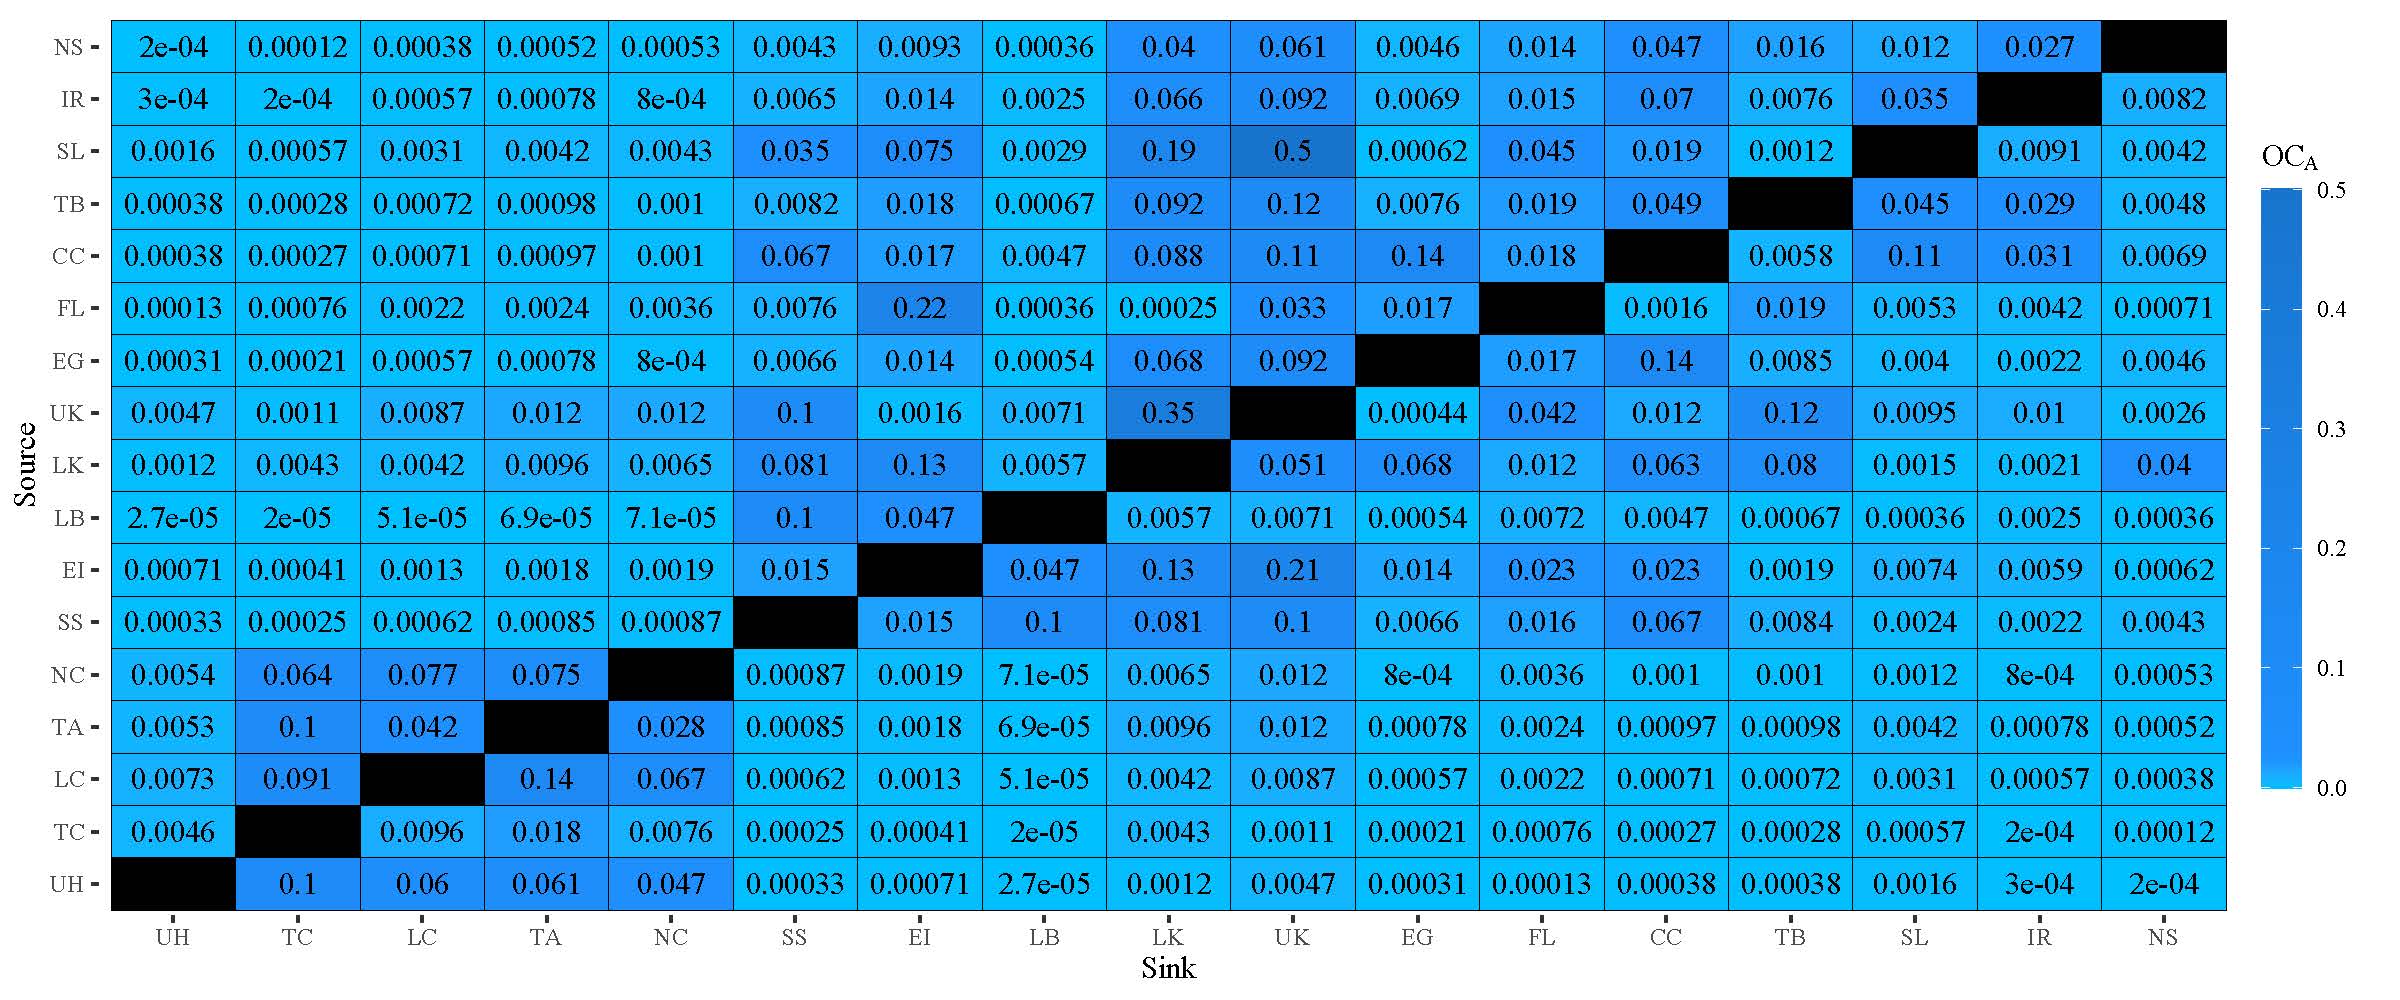 NS 2e-04 0.00012 0.00038 0.00052 0.00053 0.0043 0.0093 0.00036 0.04 0.061 0.0046 0.014 0.047 0.016 0.012 0.027
IR 3e-04 2e-04 0.00057 0.00078 8e-04 0.0065 0.014 0.0025 0.066 0.092 0.0069 0.015 0.07 0.0076 0.035 0.0082
SL 0.0016 0.00057 0.0031 0.0042 0.0043 0.035 0.075 0.0029 0.19 0.5 0.00062 0.045 0.019 0.0012 0.0091 0.0042
TB 0.00038 0.00028 0.00072 0.00098 0.001 0.0082 0.018 0.00067 0.092 0.12 0.0076 0.019 0.049 0.045 0.029 0.0048
CC 0.00038 0.00027 0.00071 0.00097 0.001 0.067 0.017 0.0047 0.088 0.11 0.14 0.018 0.0058 0.11 0.031 0.0069
FL 0.00013 0.00076 0.0022 0.0024 0.0036 0.0076 0.22 0.00036 0.00025 0.033 0.017 0.0016 0.019 0.0053 0.0042 0.00071
EG 0.00031 0.00021 0.00057 0.00078 8e-04 0.0066 0.014 0.00054 0.068 0.092 0.017 0.14 0.0085 0.004 0.0022 0.0046
UK 0.0047 0.0011 0.0087 0.012 0.012 0.1 0.0016 0.0071 0.35 0.00044 0.042 0.012 0.12 0.0095 0.01 0.0026
LK 0.0012 0.0043 0.0042 0.0096 0.0065 0.081 0.13 0.0057 0.051 0.068 0.012 0.063 0.08 0.0015 0.0021 0.04
LB 2.7e-05 2e-05 5.1e-05 6.9e-05 7.1e-05 0.1 0.047 0.0057 0.0071 0.00054 0.0072 0.0047 0.00067 0.00036 0.0025 0.00036
EI 0.00071 0.00041 0.0013 0.0018 0.0019 0.015 0.047 0.13 0.21 0.014 0.023 0.023 0.0019 0.0074 0.0059 0.00062
SS 0.00033 0.00025 0.00062 0.00085 0.00087 0.015 0.1 0.081 0.1 0.0066 0.016 0.067 0.0084 0.0024 0.0022 0.0043
NC 0.0054 0.064 0.077 0.075 0.00087 0.0019 7.1e-05 0.0065 0.012 8e-04 0.0036 0.001 0.001 0.0012 8e-04 0.00053
TA 0.0053 0.1 0.042 0.028 0.00085 0.0018 6.9e-05 0.0096 0.012 0.00078 0.0024 0.00097 0.00098 0.0042 0.00078 0.00052
LC 0.0073 0.091 0.14 0.067 0.00062 0.0013 5.1e-05 0.0042 0.0087 0.00057 0.0022 0.00071 0.00072 0.0031 0.00057 0.00038
TC 0.0046 0.0096 0.018 0.0076 0.00025 0.00041 2e-05 0.0043 0.0011 0.00021 0.00076 0.00027 0.00028 0.00057 2e-04 0.00012
UH 0.1 0.06 0.061 0.047 0.00033 0.00071 2.7e-05 0.0012 0.0047 0.00031 0.00013 0.00038 0.00038 0.0016 3e-04 2e-04
UH TC LC TA NC SS EI LB LK UK EG FL CC TB SL IR NS
Sink
Source
OCA
0.5
0.4
0.3
0.2
0.1
0.0